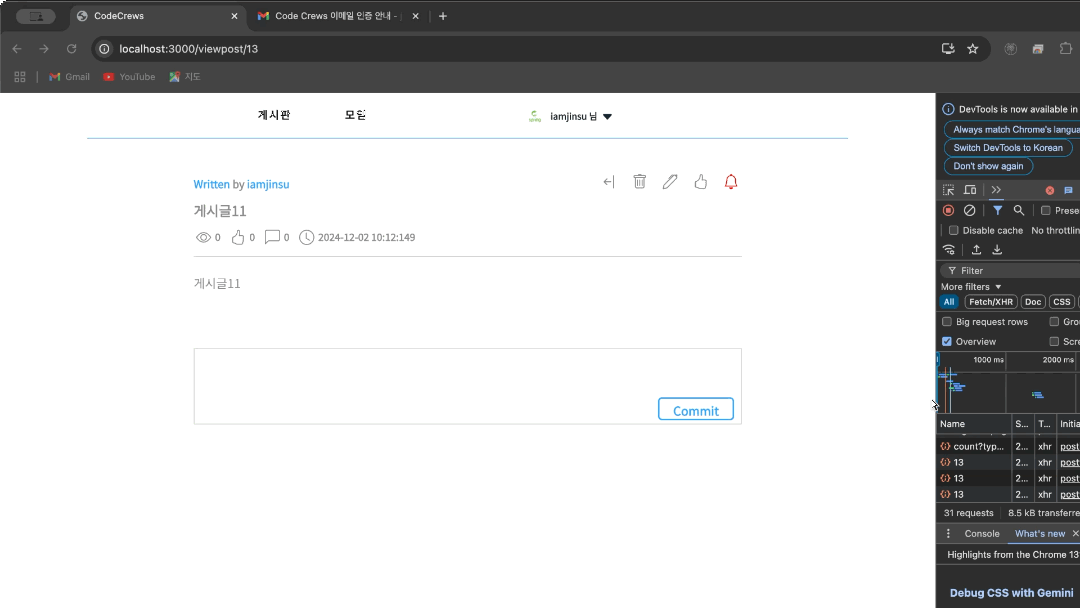 CodeCrews
Code Crews 이메일 인증 안내 -
localhost:3000/viewpost/13
Gmail
YouTube
지도
게시판
모임
iamjinsu 님
Written by iamjinsu
게시글11
0
0
0
2024-12-02 10:12:149
게시글11
Commit
DevTools is now available in
Always match Chrome's langua
Switch DevTools to Korean
Don't show again
Prese
Disable cache
No throttlin
Filter
More filters
All
Fetch/XHR
Doc
CSS
Big request rows
Grou
Overview
Scre
1000 ms
2000 ms
Name
S...
T...
Initia
count?typ...
2...
xhr
post
13
2...
xhr
post
13
2...
xhr
post
13
2...
xhr
post
31 requests
8.5 kB transferre
Console
What's new
Highlights from the Chrome 13
Debug CSS with Gemini